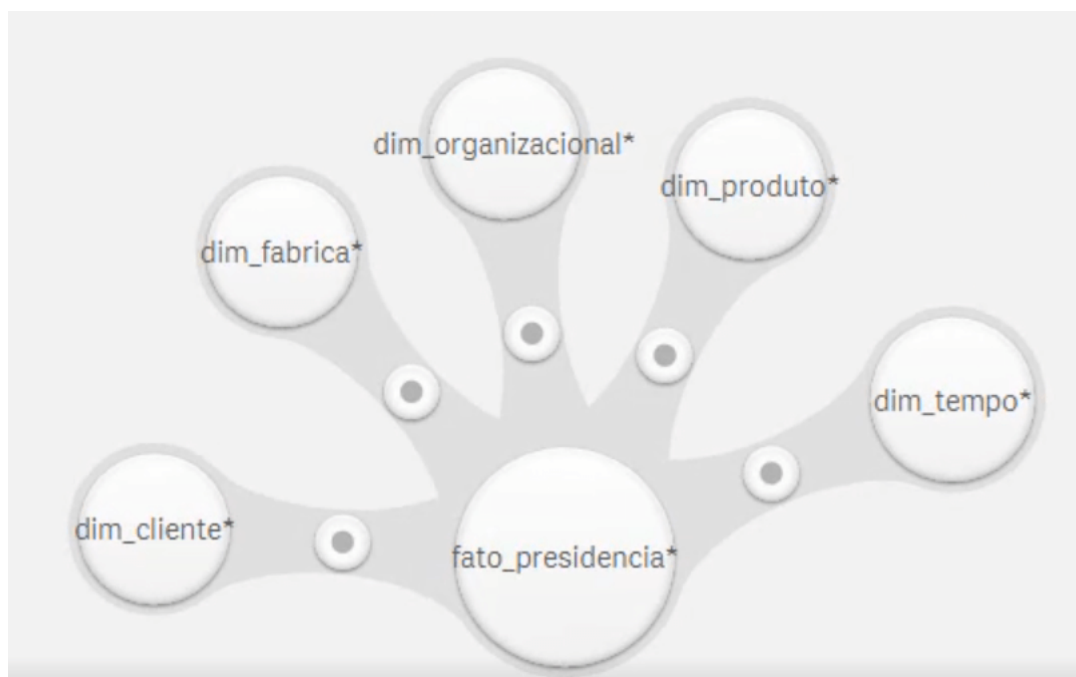 dim_organizacional*
dim_produto*
dim_fabrica*
dim_tempo*
dim_cliente*
fato_presidencia*